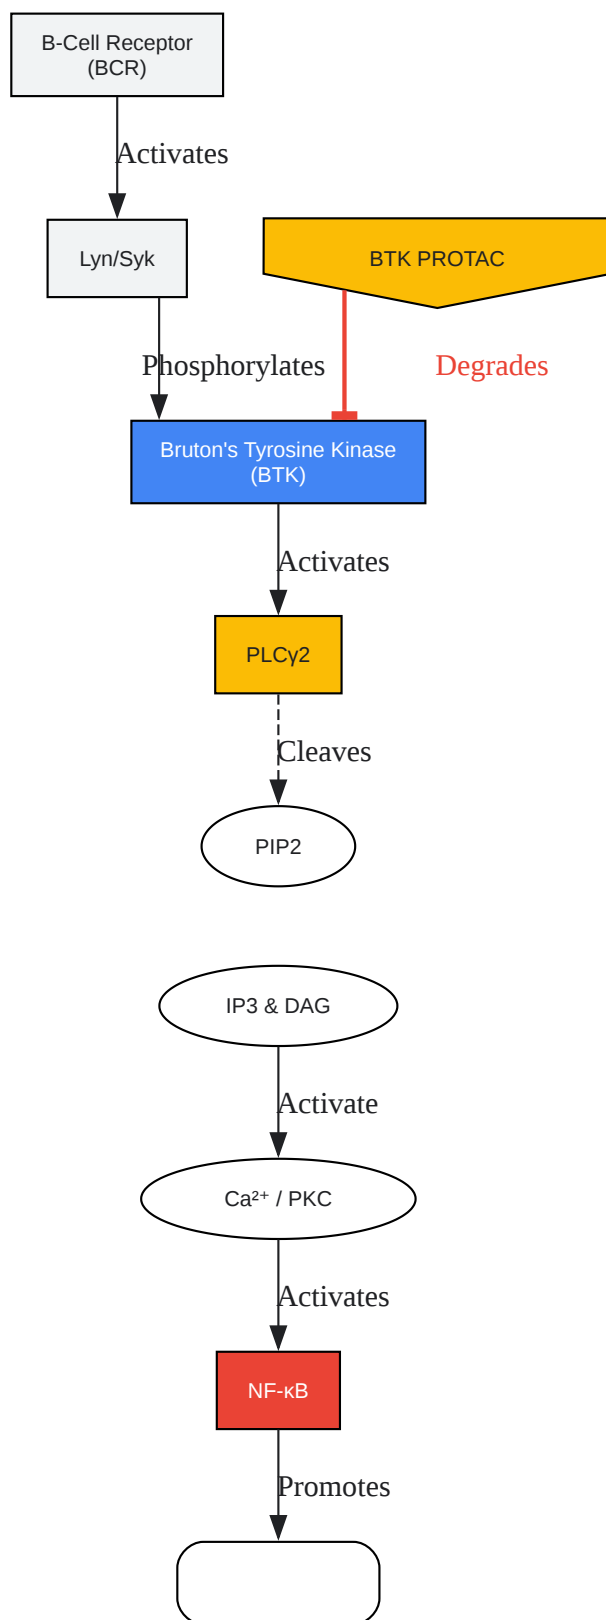 B-Cell Receptor
(BCR)
Activates
Lyn/Syk
BTK PROTAC
Phosphorylates
Degrades
Bruton's Tyrosine Kinase
(BTK)
Activates
PLCγ2
Cleaves
PIP2
IP3 & DAG
Activate
Ca²⁺ / PKC
Activates
NF-κB
Promotes